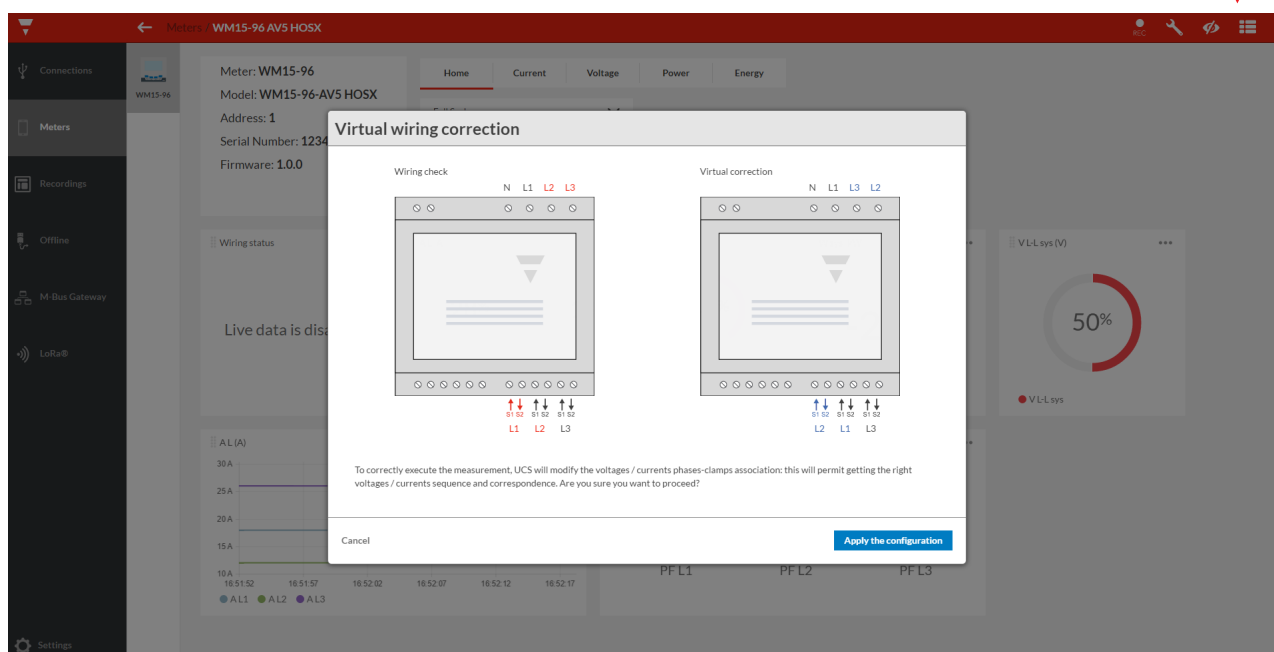 Meters / WM15-96 AV5 HOSX
REC
Connections
Meters
Recordings
Offline
M-Bus Gateway
LoRa®
Settings
WM15-96
Meter: WM15-96
Model: WM15-96-AV5 HOSX
Address: 1
Serial Number: 1234
Firmware: 1.0.0
Home Current Voltage Power Energy
Virtual wiring correction
Wiring check
N L1 L2 L3
S1 S2 S1 S2 S1 S2
L1 L2 L3
Virtual correction
N L1 L3 L2
S1 S2 S1 S2 S1 S2
L2 L1 L3
To correctly execute the measurement, UCS will modify the voltages / currents phases-clamps association: this will permit getting the right
voltages / currents sequence and correspondence. Are you sure you want to proceed?
Cancel
Apply the configuration
Wiring status
Live data is disa
V L-L sys (V)
50%
V L-L sys
A L (A)
30 A
25 A
20 A
15 A
10 A
16:51:52 16:51:57 16:52:02 16:52:07 16:52:12 16:52:17
A L1 A L2 A L3
PF L1 PF L2 PF L3